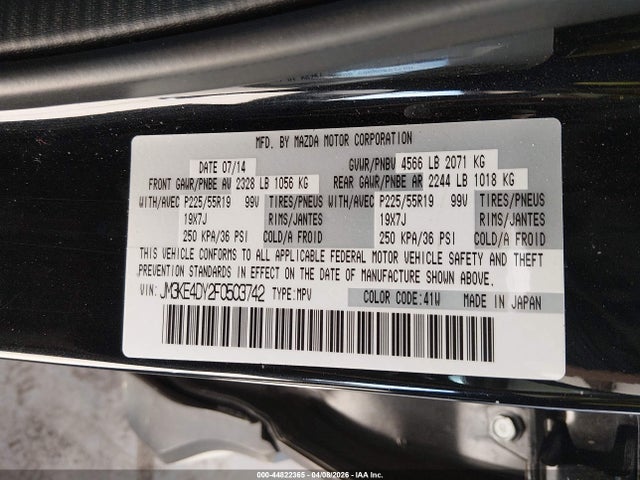 MFD. BY MAZDA MOTOR CORPORATION
DATE 07/14 GVWR/PNBV 4566 LB 2071 KG
FRONT GAWR/PNBE AV 2328 LB 1056 KG REAR GAWR/PNBE AR 2244 LB 1018 KG
WITH/AVEC P225/55R19 99V TIRES/PNEUS WITH/AVEC P225/55R19 99V TIRES/PNEUS
19X7J RIMS/JANTES 19X7J RIMS/JANTES
250 KPA/36 PSI COLD/A FROID 250 KPA/36 PSI COLD/A FROID
THIS VEHICLE CONFORMS TO ALL APPLICABLE FEDERAL MOTOR VEHICLE SAFETY AND THEFT
PREVENTION STANDARDS IN EFFECT ON THE DATE OF MANUFACTURE SHOWN ABOVE.
VIN: JM3KE4DY2F0503742 TYPE:MPV COLOR CODE:41W MADE IN JAPAN
000-44822365 - 04/08/2026 - IAA Inc.